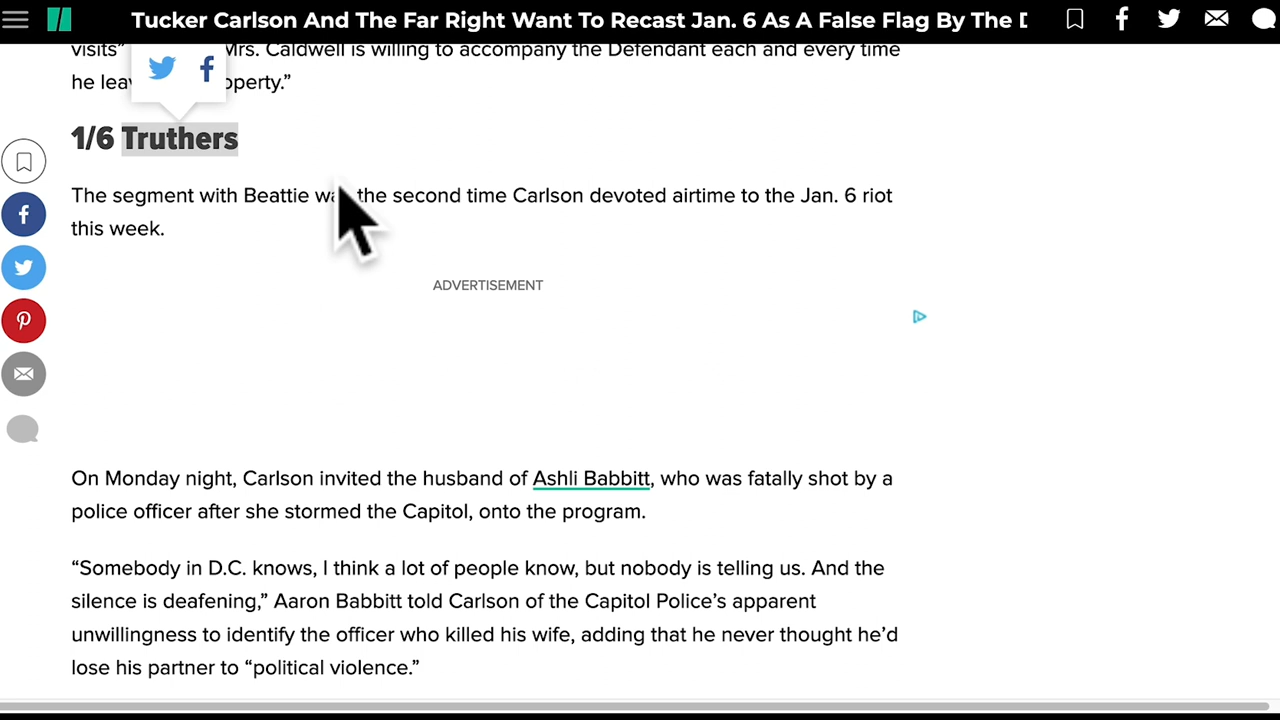 Tucker Carlson And The Far Right Want To Recast Jan. 6 As A False Flag By The
visits” Mrs. Caldwell is willing to accompany the Defendant each and every time
he
1/6 Truthers
The segment with Beattie the second time Carlson devoted airtime to the Jan. 6 riot
this week.
ADVERTISEMENT
On Monday night, Carlson invited the husband of Ashli Babbitt, who was fatally shot by a
police officer after she stormed the Capitol, onto the program.
“Somebody in D.C. knows, I think a lot of people know, but nobody is telling us. And the
silence is deafening,” Aaron Babbitt told Carlson of the Capitol Police’s apparent
unwillingness to identify the officer who killed his wife, adding that he never thought he’d
lose his partner to “political violence.”